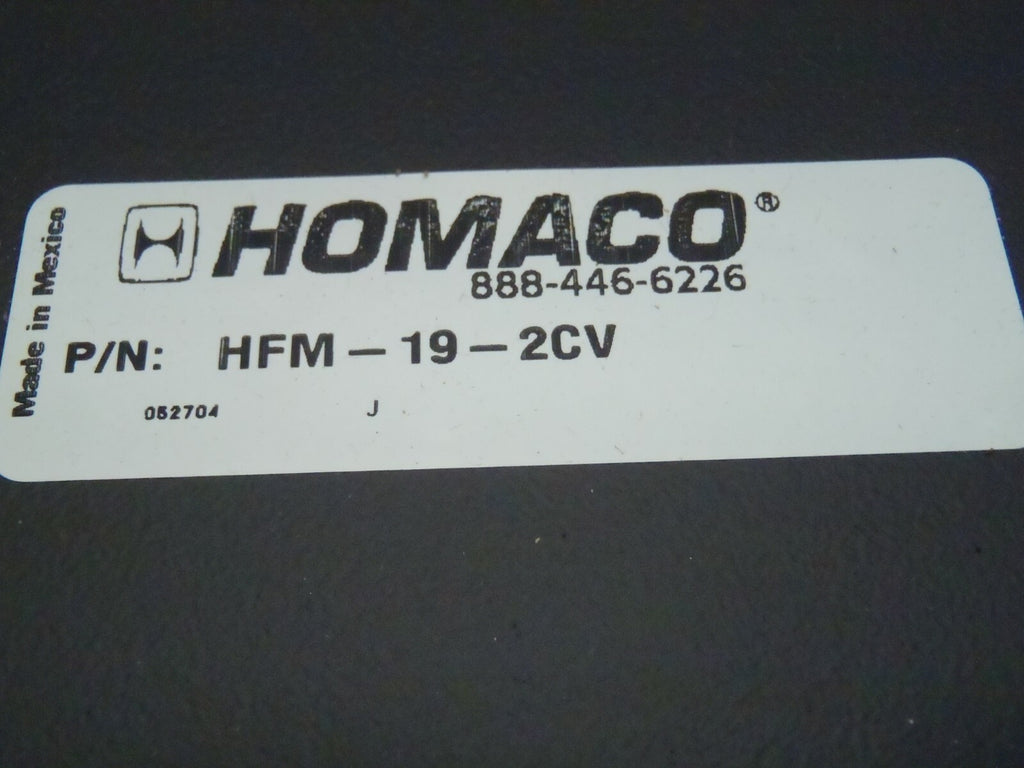 Made in Mexico
HOMACO®
888-446-6226
P/N: HFM-19-2CV
052704 J